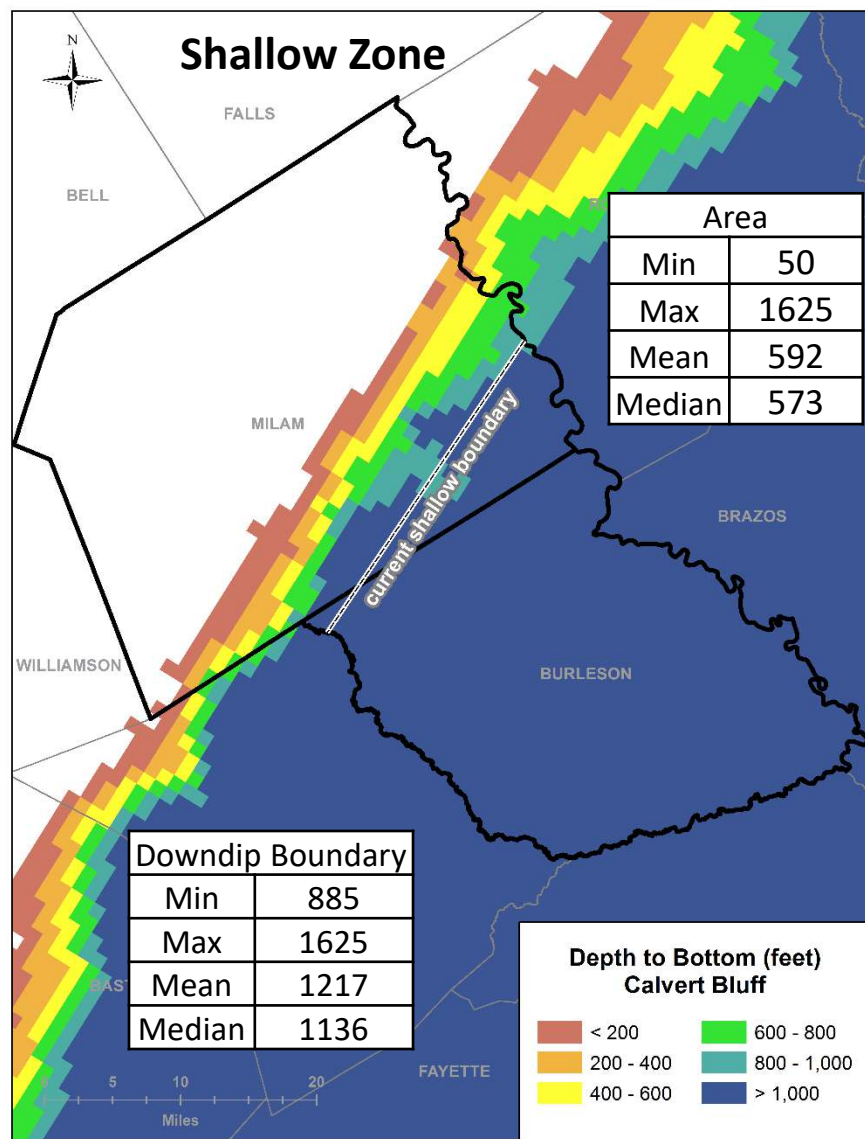 Shallow Zone
N
FALLS
BELL
R
Area
Min 50
Max 1625
Mean 592
Median 573
MILAM
current shallow boundary
BRAZOS
WILLIAMSON
BURLESON
Downdip Boundary
Min 885
Max 1625
Mean 1217
Median 1136
BAST
FAYETTE
0 5 10 20
Miles
Depth to Bottom (feet)
Calvert Bluff
< 200
200 - 400
400 - 600
600 - 800
800 - 1,000
> 1,000